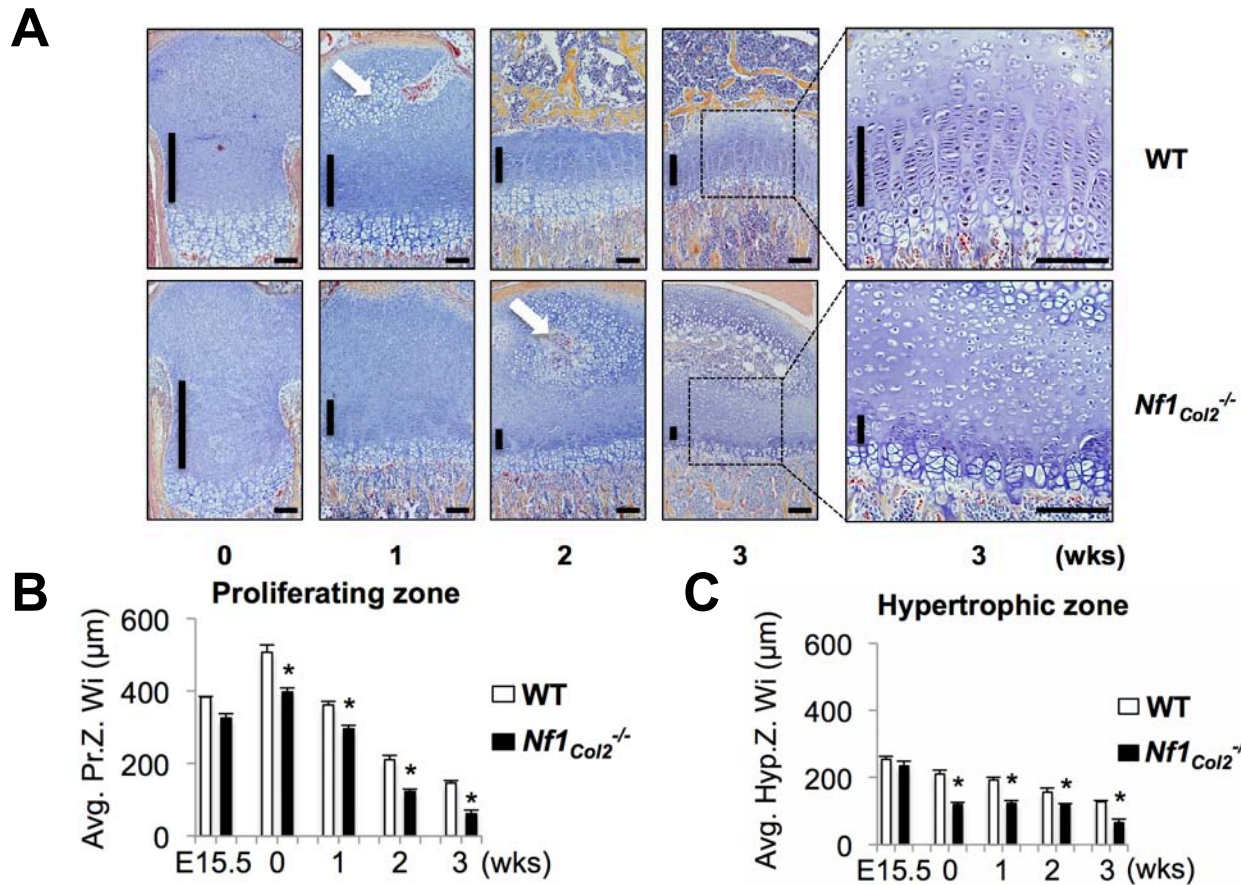 A
WT
Nf1Col2-/-
0 1 2 3 3 (wks)
B
Proliferating zone
Avg. Pr.Z. Wi (µm)
600
400
200
0
E15.5 0 1 2 3 (wks)
* * * *
WT
Nf1Col2-/-
C
Hypertrophic zone
Avg. Hyp.Z. Wi (µm)
600
400
200
0
E15.5 0 1 2 3 (wks)
* * * *
WT
Nf1Col2-/